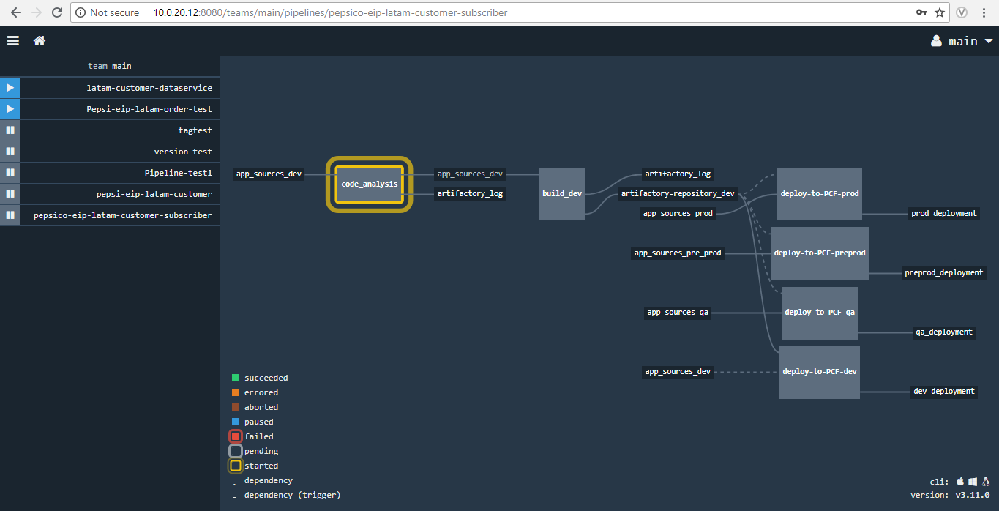 Not secure 10.0.20.12:8080/teams/main/pipelines/pepsico-eip-latam-customer-subscriber
main
team main
latam-customer-dataservice
Pepsi-eip-latam-order-test
tagtest
version-test
Pipeline-test1
pepsi-eip-latam-customer
pepsico-eip-latam-customer-subscriber
app_sources_dev
code_analysis
app_sources_dev
artifactory_log
build_dev
artifactory_log
artifactory-repository_dev
app_sources_prod
deploy-to-PCF-prod
prod_deployment
app_sources_pre_prod
deploy-to-PCF-preprod
preprod_deployment
app_sources_qa
deploy-to-PCF-qa
qa_deployment
app_sources_dev
deploy-to-PCF-dev
dev_deployment
succeeded
errored
aborted
paused
failed
pending
started
dependency
dependency (trigger)
cli:
version: v3.11.0